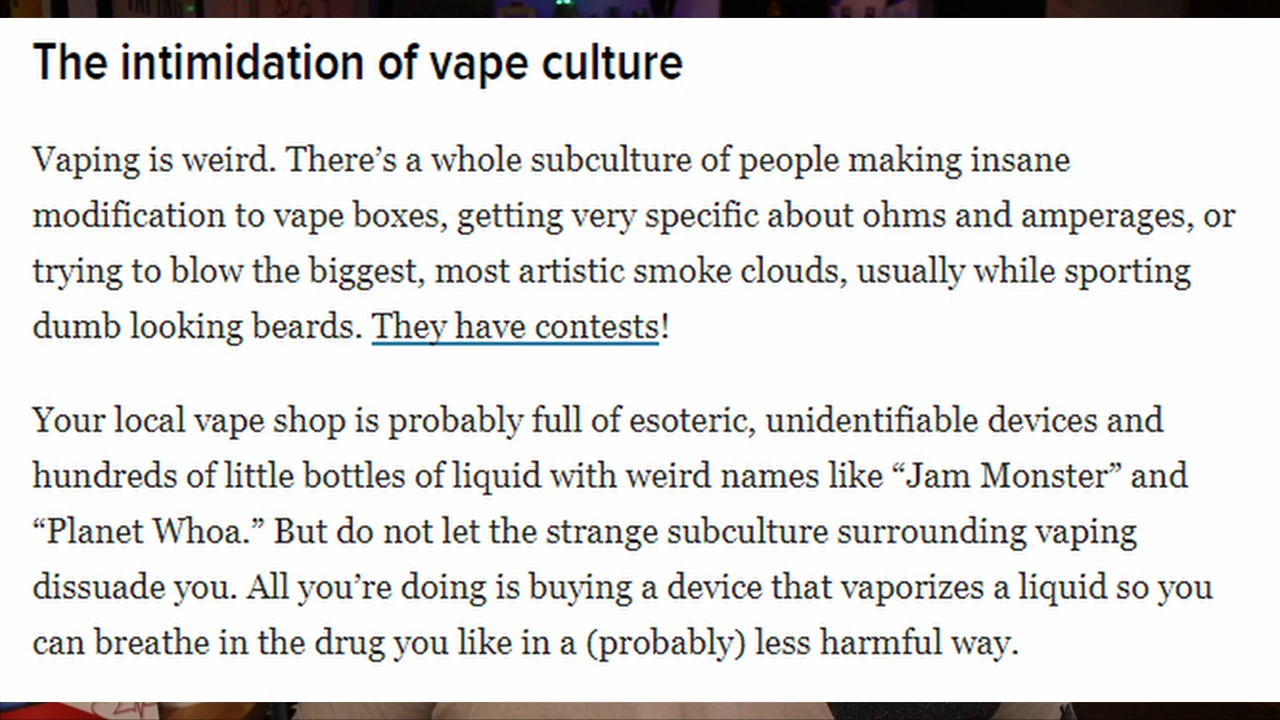 The intimidation of vape culture
Vaping is weird. There’s a whole subculture of people making insane
modification to vape boxes, getting very specific about ohms and amperages, or
trying to blow the biggest, most artistic smoke clouds, usually while sporting
dumb looking beards. They have contests!
Your local vape shop is probably full of esoteric, unidentifiable devices and
hundreds of little bottles of liquid with weird names like “Jam Monster” and
“Planet Whoa.” But do not let the strange subculture surrounding vaping
dissuade you. All you’re doing is buying a device that vaporizes a liquid so you
can breathe in the drug you like in a (probably) less harmful way.